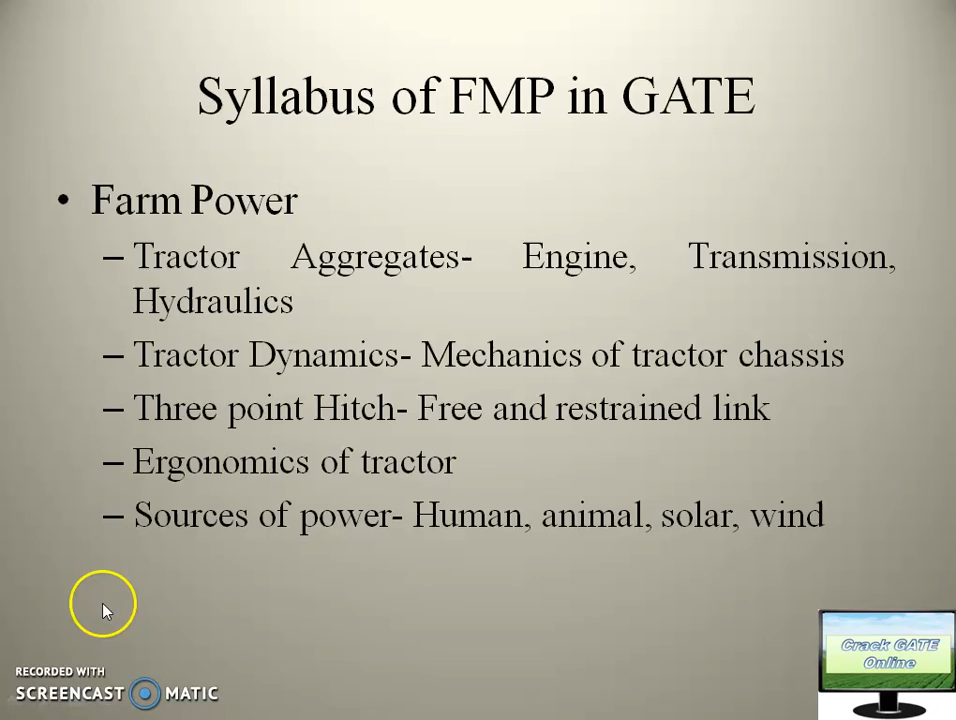 Syllabus of FMP in GATE
• Farm Power
– Tractor Aggregates- Engine, Transmission,
Hydraulics
– Tractor Dynamics- Mechanics of tractor chassis
– Three point Hitch- Free and restrained link
– Ergonomics of tractor
– Sources of power- Human, animal, solar, wind
Crack GATE
Online
RECORDED WITH
SCREENCAST MATIC